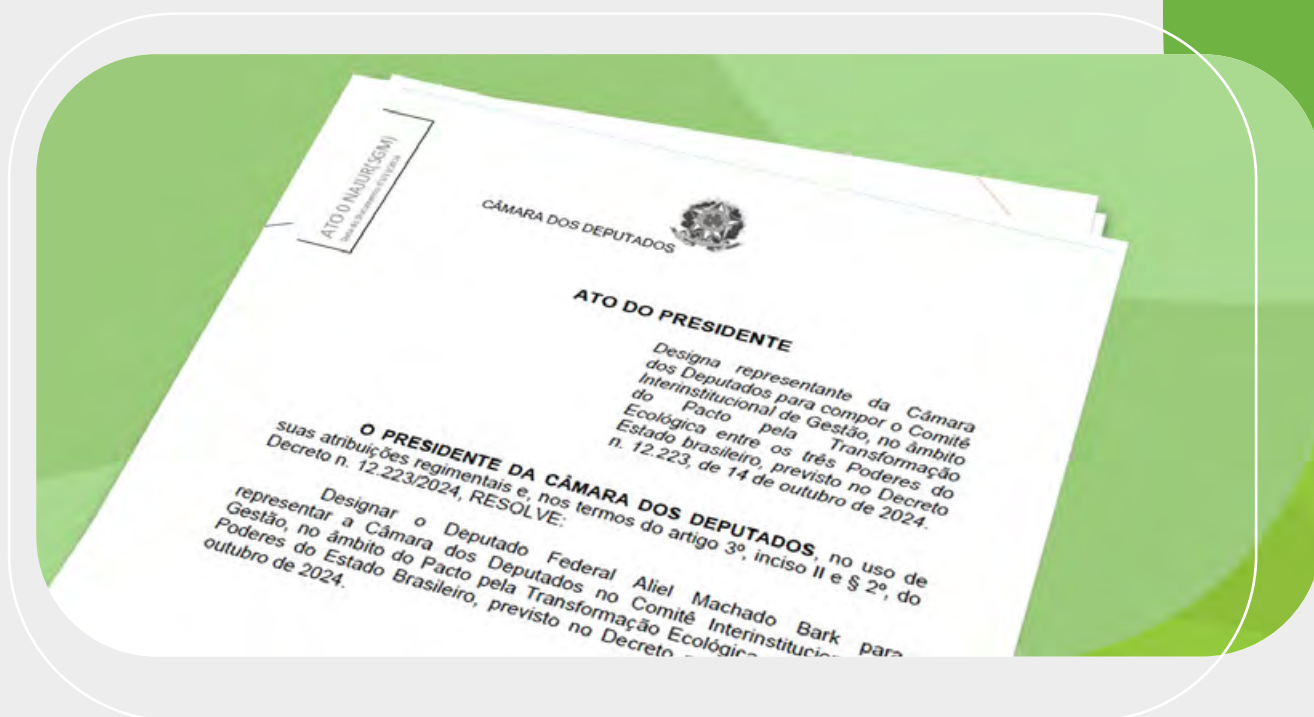 ATO 0 NAJUR(SGM)
CÂMARA DOS DEPUTADOS
ATO DO PRESIDENTE
Designa representante da Câmara
dos Deputados para compor o Comitê
Interinstitucional de Gestão, no âmbito
do Pacto pela Transformação
Ecológica entre os três Poderes do
Estado brasileiro, previsto no Decreto
n. 12.223, de 14 de outubro de 2024.
O PRESIDENTE DA CÂMARA DOS DEPUTADOS, no uso de
suas atribuições regimentais e, nos termos do artigo 3º, inciso II e § 2º, do
Decreto n. 12.223/2024, RESOLVE:
Designar o Deputado Federal Aliel Machado Bark para
representar a Câmara dos Deputados no Comitê
Gestão, no âmbito do Pacto pela Transformação
Poderes do Estado Brasileiro, previsto no Decreto
outubro de 2024.